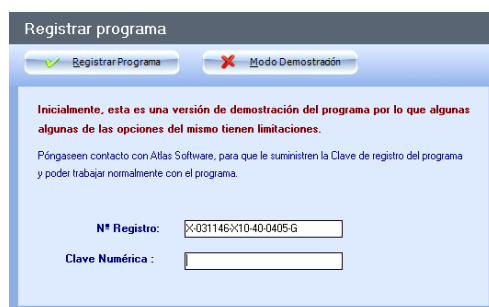 Registrar programa
Registrar Programa
Modo Demostración
Inicialmente, esta es una versión de demostración del programa por lo que algunas
algunas de las opciones del mismo tienen limitaciones.
Póngaseen contacto con Atlas Software, para que le suministren la Clave de registro del programa
y poder trabajar normalmente con el programa.
Nº Registro: X-031146-X10-40-0405-G
Clave Numérica :